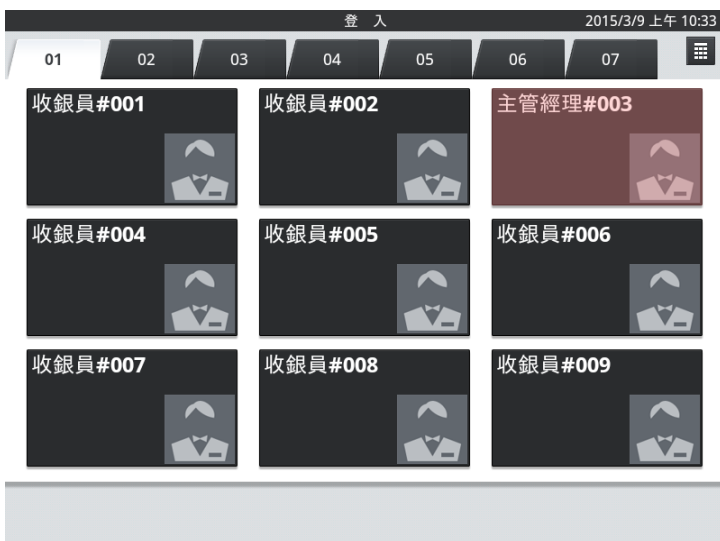 登 入 2015/3/9 上午 10:33
01 02 03 04 05 06 07
收銀員#001 收銀員#002 主管經理#003
收銀員#004 收銀員#005 收銀員#006
收銀員#007 收銀員#008 收銀員#009